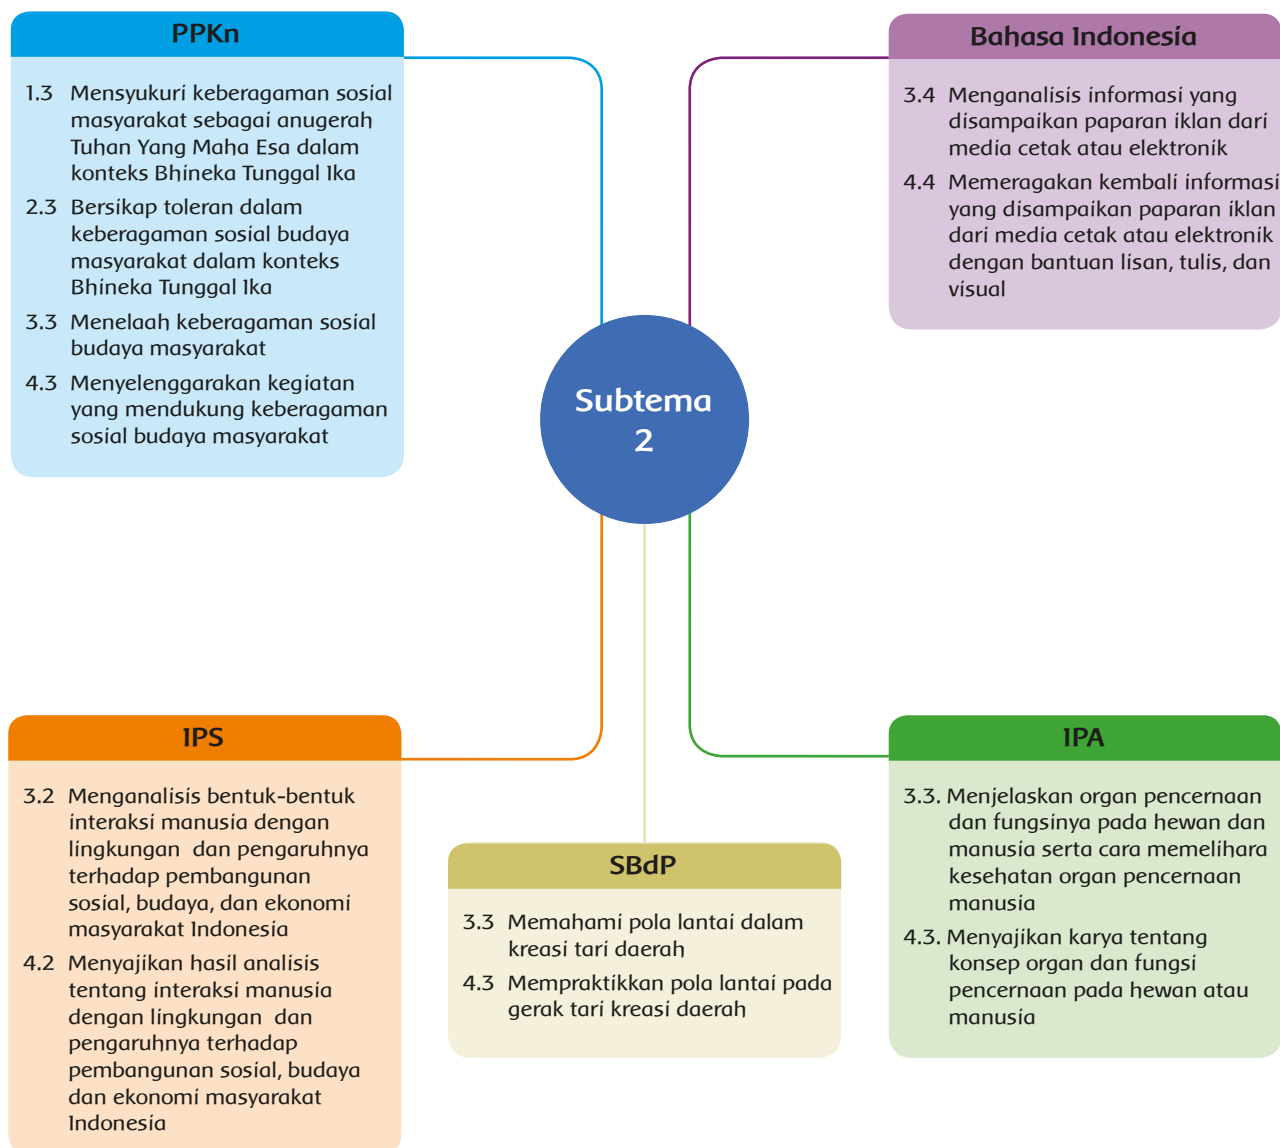 PPKn
1.3 Mensyukuri keberagaman sosial
masyarakat sebagai anugerah
Tuhan Yang Maha Esa dalam
konteks Bhineka Tunggal Ika
2.3 Bersikap toleran dalam
keberagaman sosial budaya
masyarakat dalam konteks
Bhineka Tunggal Ika
3.3 Menelaah keberagaman sosial
budaya masyarakat
4.3 Menyelenggarakan kegiatan
yang mendukung keberagaman
sosial budaya masyarakat
Bahasa Indonesia
3.4 Menganalisis informasi yang
disampaikan paparan iklan dari
media cetak atau elektronik
4.4 Memeragakan kembali informasi
yang disampaikan paparan iklan
dari media cetak atau elektronik
dengan bantuan lisan, tulis, dan
visual
Subtema
2
IPS
3.2 Menganalisis bentuk-bentuk
interaksi manusia dengan
lingkungan dan pengaruhnya
terhadap pembangunan
sosial, budaya, dan ekonomi
masyarakat Indonesia
4.2 Menyajikan hasil analisis
tentang interaksi manusia
dengan lingkungan dan
pengaruhnya terhadap
pembangunan sosial, budaya
dan ekonomi masyarakat
Indonesia
SBdP
3.3 Memahami pola lantai dalam
kreasi tari daerah
4.3 Mempraktikkan pola lantai pada
gerak tari kreasi daerah
IPA
3.3. Menjelaskan organ pencernaan
dan fungsinya pada hewan dan
manusia serta cara memelihara
kesehatan organ pencernaan
manusia
4.3. Menyajikan karya tentang
konsep organ dan fungsi
pencernaan pada hewan atau
manusia